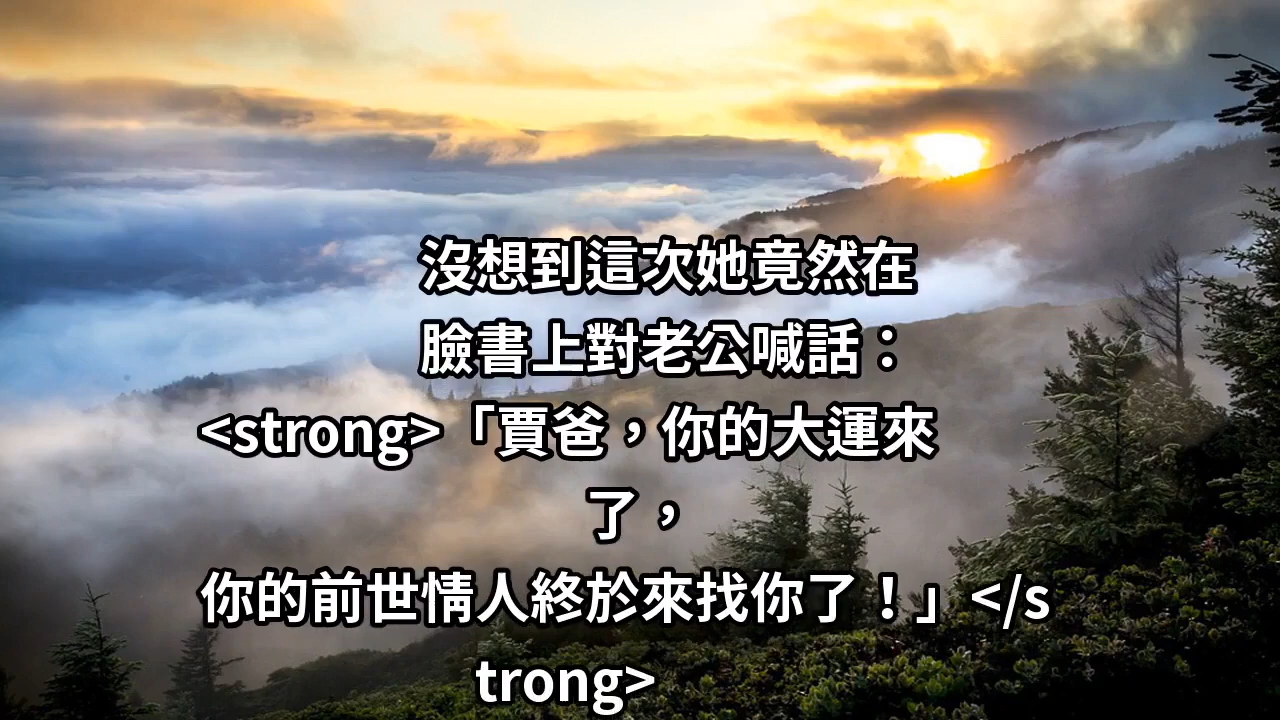 沒想到這次她竟然在
臉書上對老公喊話：
<strong>「賈爸，你的大運來
了，
你的前世情人終於來找你了！」</s
trong>